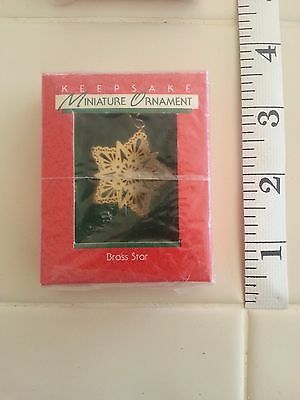 KEEPSAKE
MINIATURE ORNAMENT
Brass Star
4
3
2
1